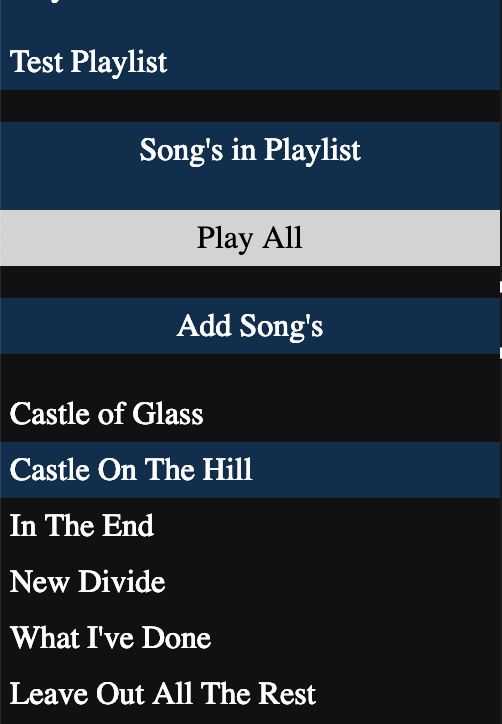 Test Playlist
Song's in Playlist
Play All
Add Song's
Castle of Glass
Castle On The Hill
In The End
New Divide
What I've Done
Leave Out All The Rest